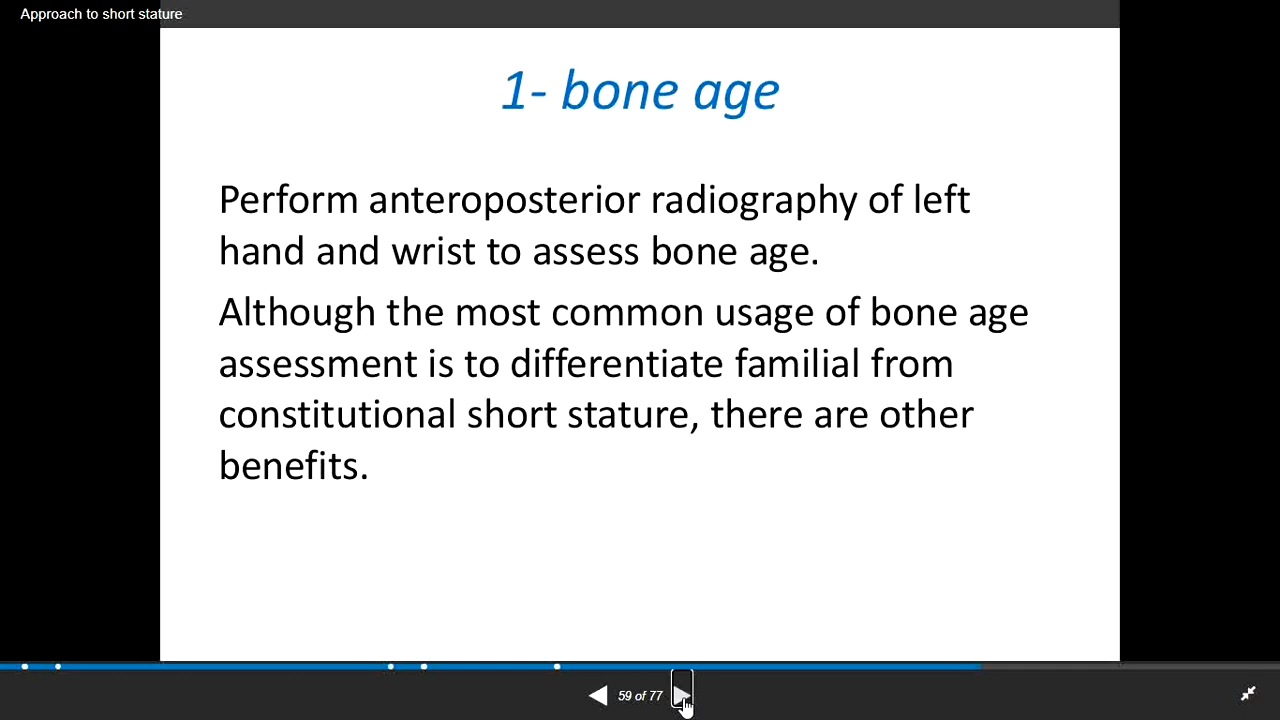 Approach to short stature
1- bone age
Perform anteroposterior radiography of left
hand and wrist to assess bone age.
Although the most common usage of bone age
assessment is to differentiate familial from
constitutional short stature, there are other
benefits.
59 of 77